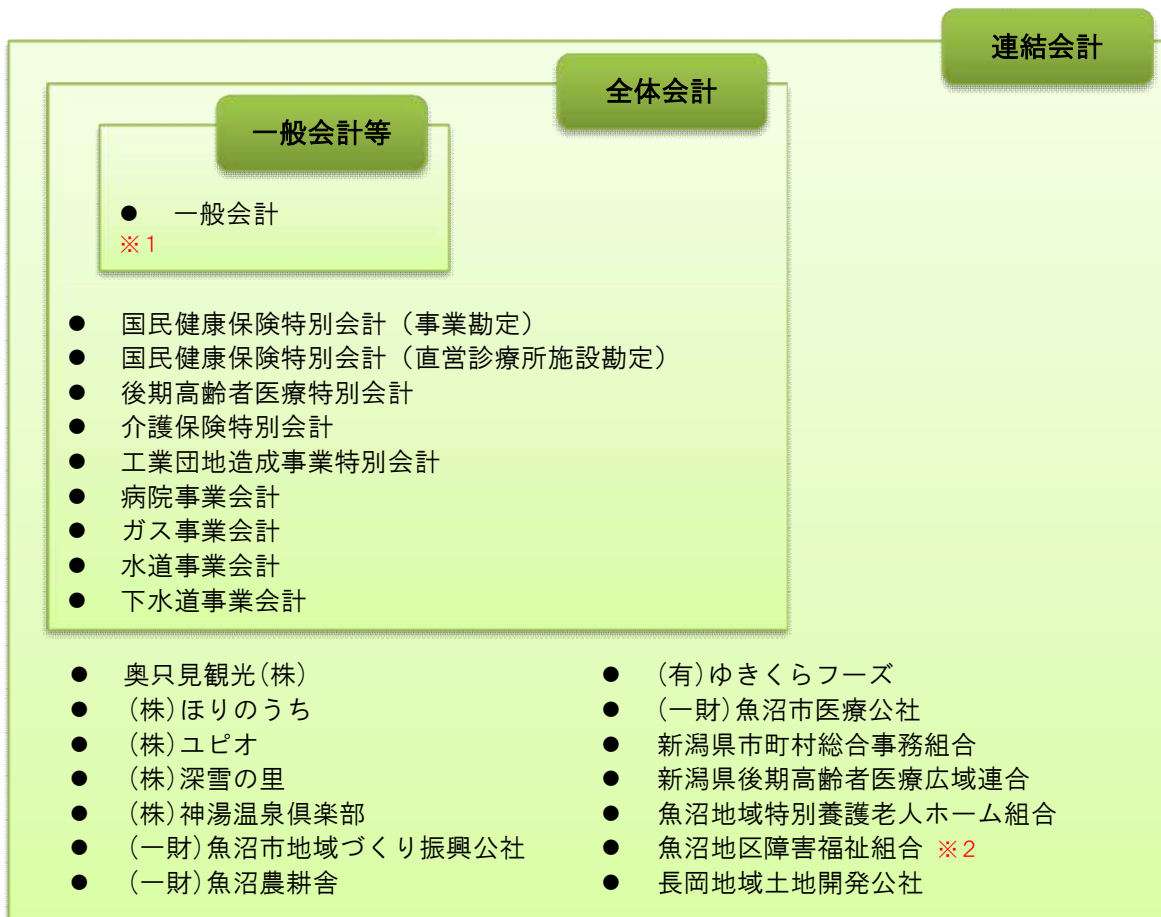 連結会計
全体会計
一般会計等
● 一般会計
※1
● 国民健康保険特別会計（事業勘定）
● 国民健康保険特別会計（直営診療所施設勘定）
● 後期高齢者医療特別会計
● 介護保険特別会計
● 工業団地造成事業特別会計
● 病院事業会計
● ガス事業会計
● 水道事業会計
● 下水道事業会計
● 奥只見観光(株)
● (株)ほりのうち
● (株)ユピオ
● (株)深雪の里
● (株)神湯温泉倶楽部
● (一財)魚沼市地域づくり振興公社
● (一財)魚沼農耕舎
● (有)ゆきくらフーズ
● (一財)魚沼市医療公社
● 新潟県市町村総合事務組合
● 新潟県後期高齢者医療広域連合
● 魚沼地域特別養護老人ホーム組合
● 魚沼地区障害福祉組合 ※2
● 長岡地域土地開発公社